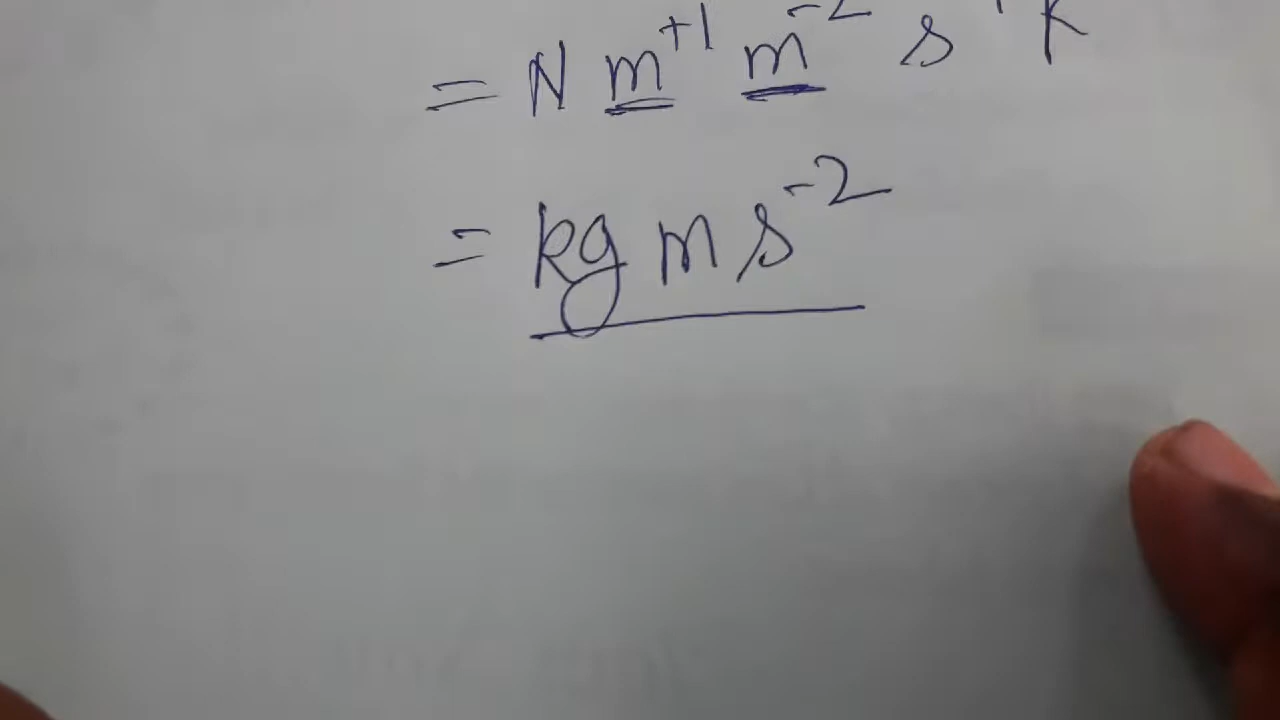 = N m⁺¹ m⁻² s K
= kg m s⁻²